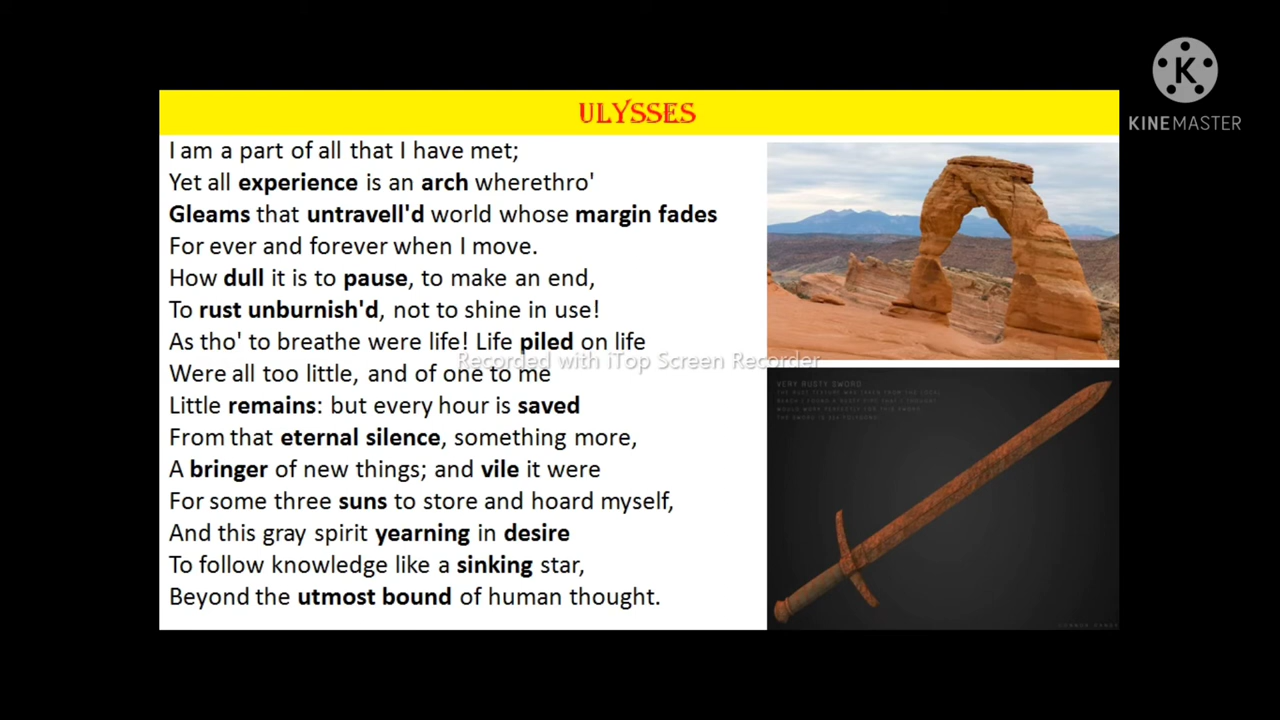 ULYSSES
I am a part of all that I have met;
Yet all experience is an arch wherethro'
Gleams that untravell'd world whose margin fades
For ever and forever when I move.
How dull it is to pause, to make an end,
To rust unburnish'd, not to shine in use!
As tho' to breathe were life! Life piled on life
Were all too little, and of one to me
Little remains: but every hour is saved
From that eternal silence, something more,
A bringer of new things; and vile it were
For some three suns to store and hoard myself,
And this gray spirit yearning in desire
To follow knowledge like a sinking star,
Beyond the utmost bound of human thought.
K
KINEMASTER
Recorded with iTop Screen Recorder
VERY RUSTY SWORD